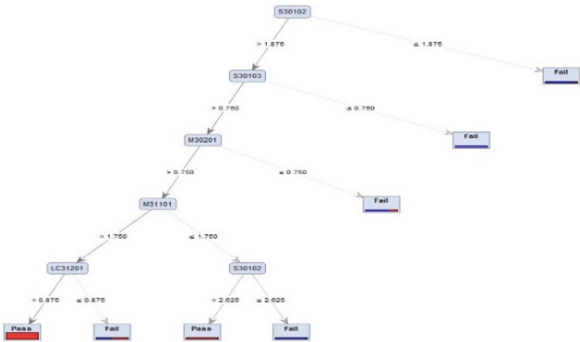 S30102
> 1.875 ≤ 1.875
S30103 Fail
> 0.750 ≤ 0.750
M30201 Fail
> 0.750 ≤ 0.750
M31101 Fail
> 1.750 ≤ 1.750
LC31201 S30102
> 0.875 ≤ 0.875 > 2.625 ≤ 2.625
Pass Fail Pass Fail